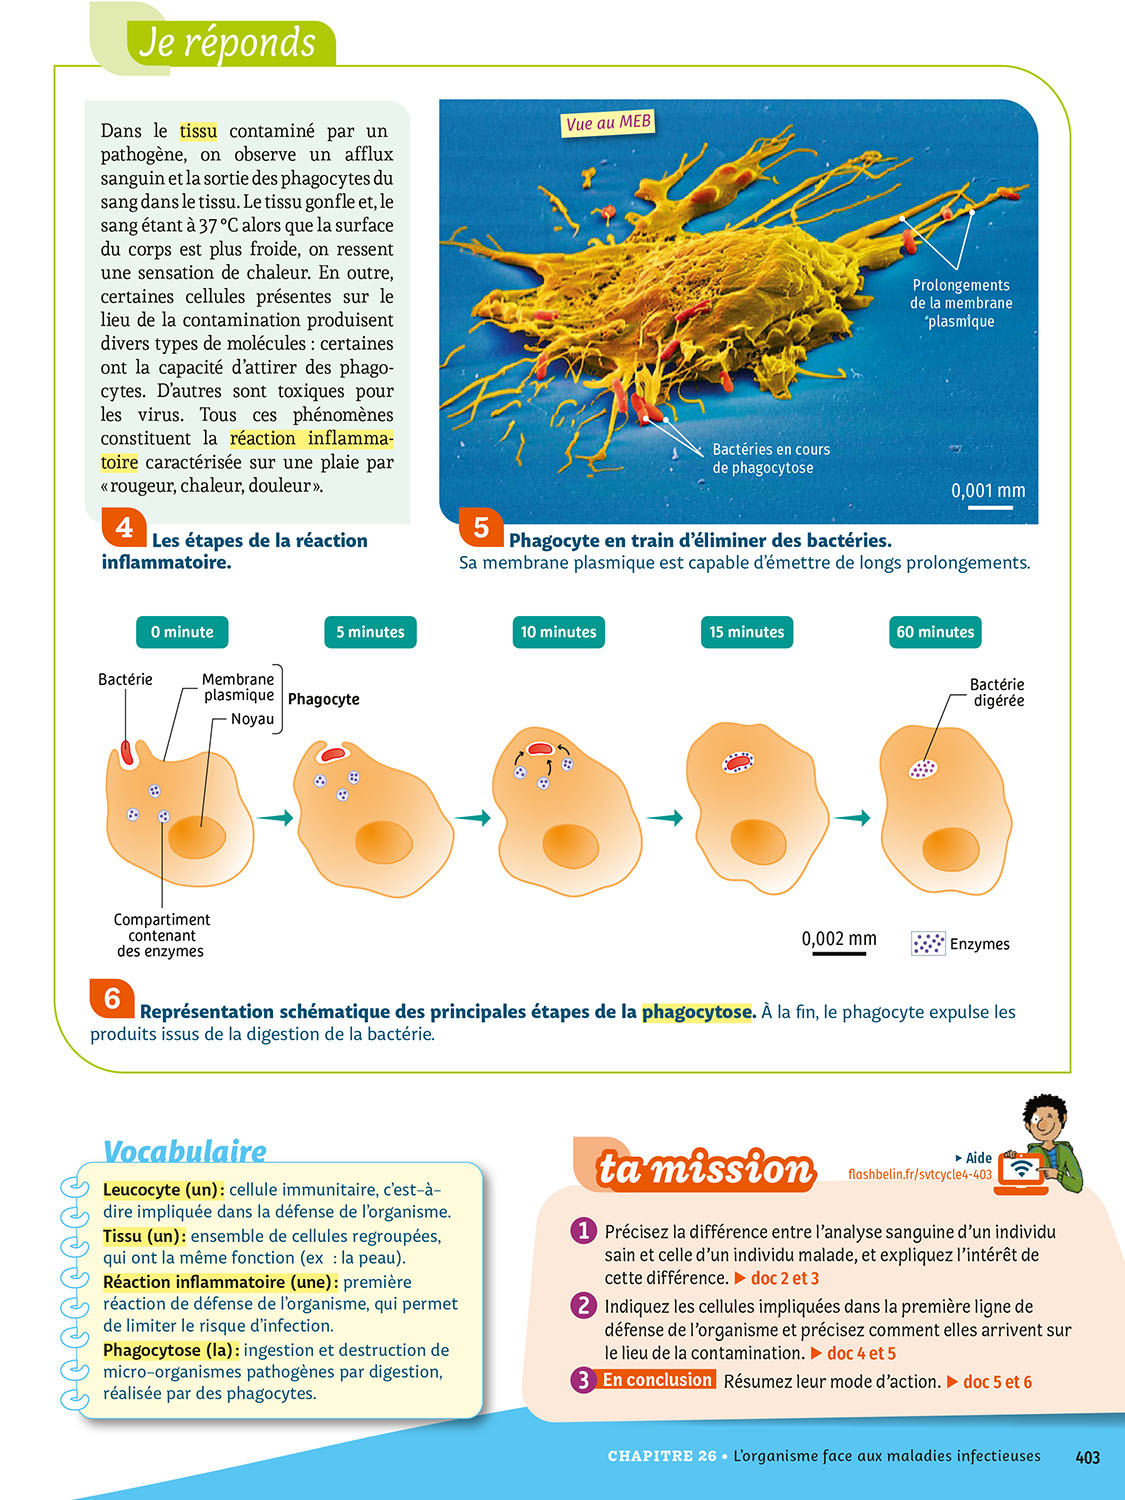 Je réponds
Dans le tissu contaminé par un
pathogène, on observe un afflux
sanguin et la sortie des phagocytes du
sang dans le tissu. Le tissu gonfle et, le
sang étant à 37 °C alors que la surface
du corps est plus froide, on ressent
une sensation de chaleur. En outre,
certaines cellules présentes sur le
lieu de la contamination produisent
divers types de molécules : certaines
ont la capacité d'attirer des phago-
cytes. D'autres sont toxiques pour
les virus. Tous ces phénomènes
constituent la réaction inflamma-
toire caractérisée sur une plaie par
« rougeur, chaleur, douleur ».
4 Les étapes de la réaction
inflammatoire.
Vue au MEB
Prolongements
de la membrane
plasmique
Bactéries en cours
de phagocytose
0,001 mm
5 Phagocyte en train d'éliminer des bactéries.
Sa membrane plasmique est capable d'émettre de longs prolongements.
0 minute
5 minutes
10 minutes
15 minutes
60 minutes
Bactérie
Membrane
plasmique
Noyau
Phagocyte
Compartiment
contenant
des enzymes
Bactérie
digérée
0,002 mm
Enzymes
6 Représentation schématique des principales étapes de la phagocytose. À la fin, le phagocyte expulse les
produits issus de la digestion de la bactérie.
Vocabulaire
Leucocyte (un) : cellule immunitaire, c'est-à-
dire impliquée dans la défense de l'organisme.
Tissu (un) : ensemble de cellules regroupées,
qui ont la même fonction (ex : la peau).
Réaction inflammatoire (une) : première
réaction de défense de l'organisme, qui permet
de limiter le risque d'infection.
Phagocytose (la) : ingestion et destruction de
micro-organismes pathogènes par digestion,
réalisée par des phagocytes.
ta mission
▸ Aide
flashbelin.fr/svtcycle4-403
1 Précisez la différence entre l'analyse sanguine d'un individu
sain et celle d'un individu malade, et expliquez l'intérêt de
cette différence. ▶ doc 2 et 3
2 Indiquez les cellules impliquées dans la première ligne de
défense de l'organisme et précisez comment elles arrivent sur
le lieu de la contamination. ▶ doc 4 et 5
3 En conclusion Résumez leur mode d'action. ▶ doc 5 et 6
CHAPITRE 26 • L'organisme face aux maladies infectieuses 403